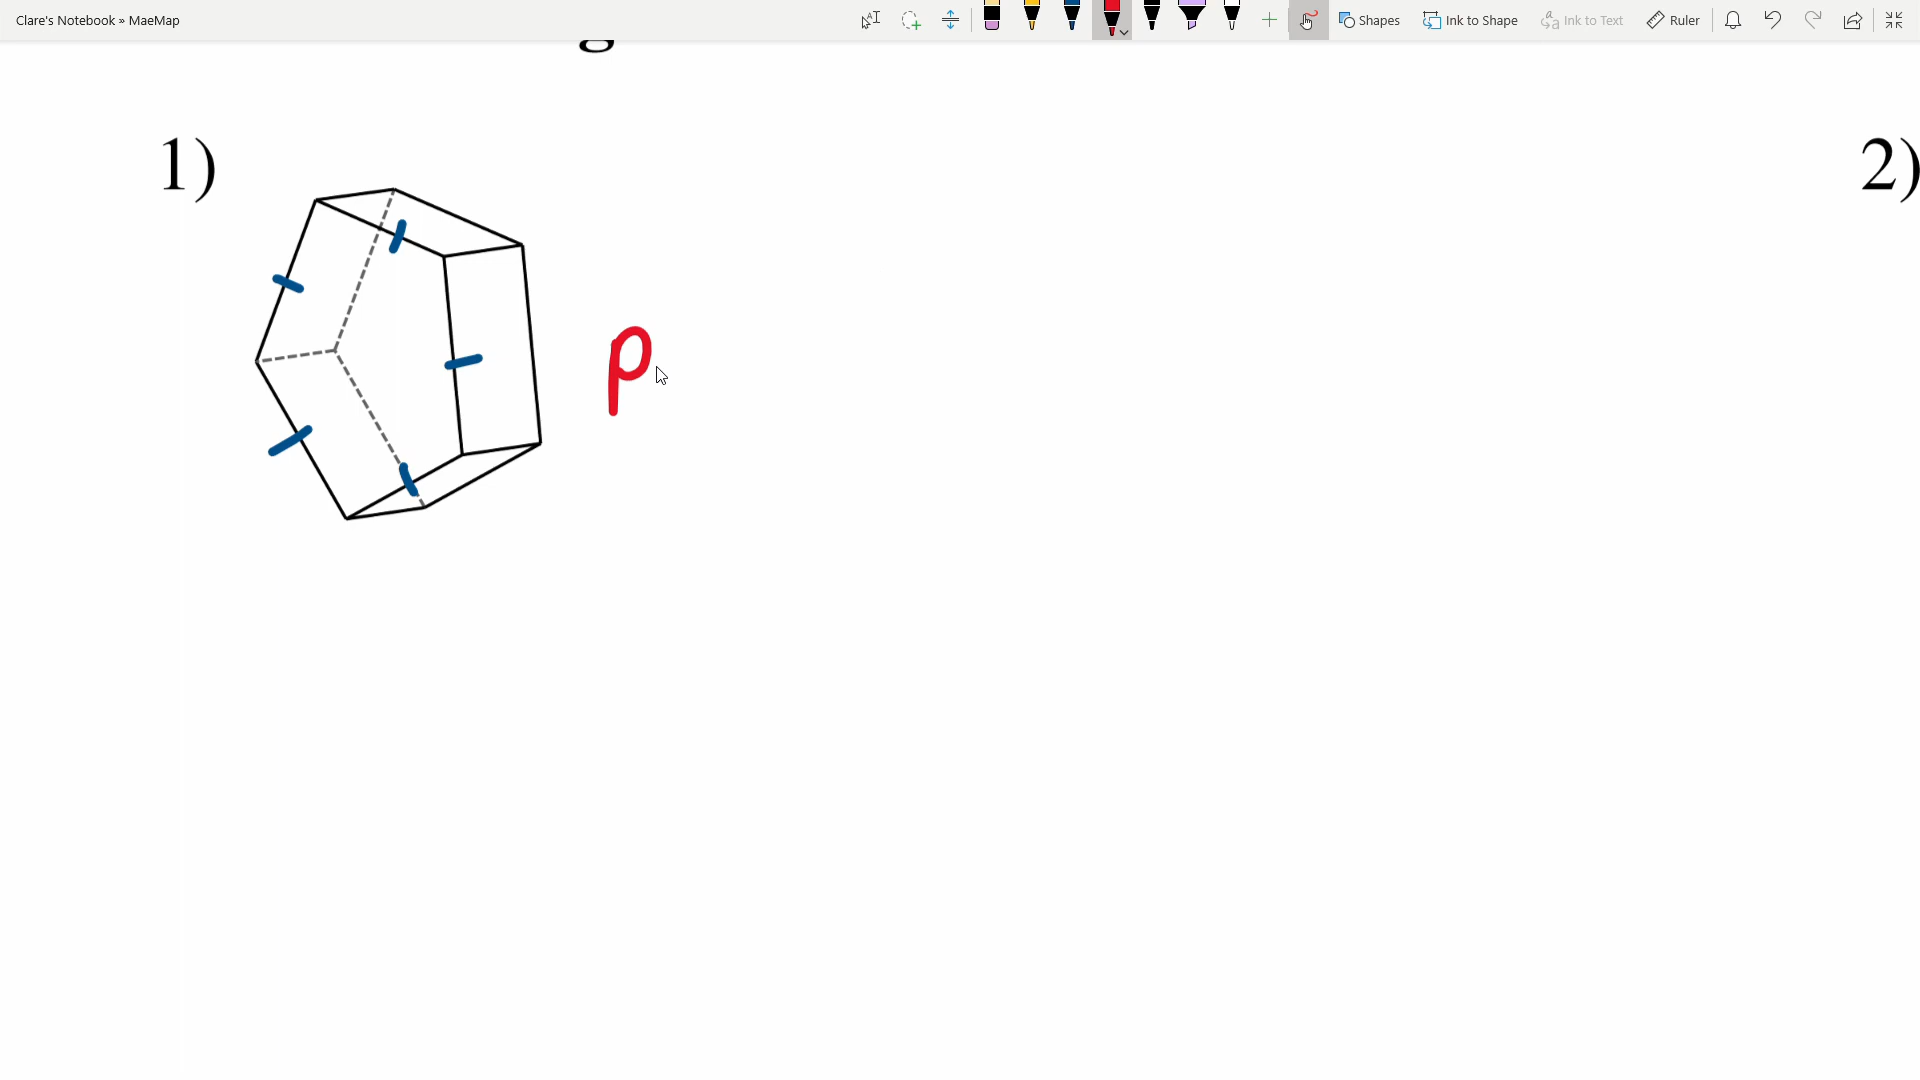 Clare's Notebook » MaeMap
Shapes
Ink to Shape
Ink to Text
Ruler
1)
2)
P